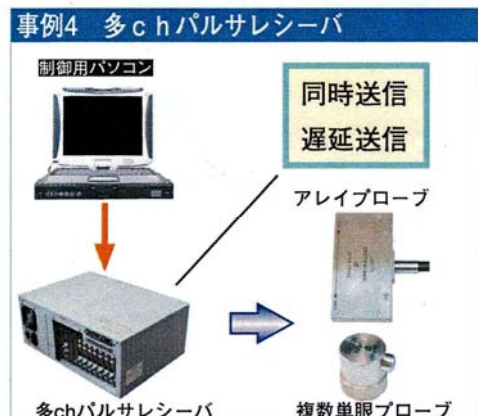 事例4 多chパルサレシーバ
制御用パソコン
同時送信
遅延送信
アレイプローブ
多chパルサレシーバ
複数単眼プローブ